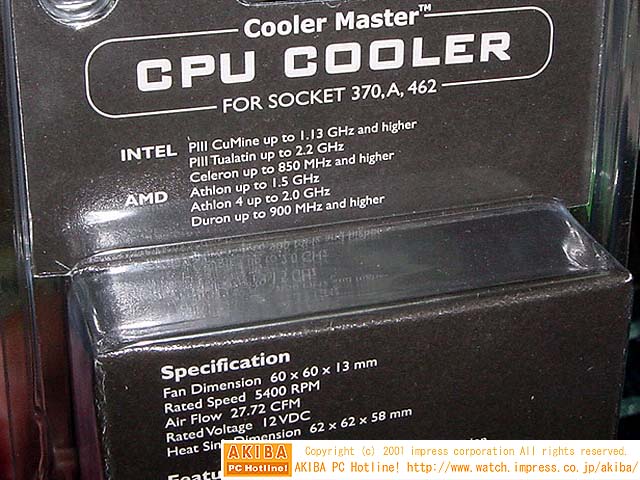 Cooler Master™
CPU COOLER
FOR SOCKET 370, A, 462
INTEL PIII CuMine up to 1.13 GHz and higher
PIII Tualatin up to 2.2 GHz
Celeron up to 850 MHz and higher
AMD Athlon up to 1.5 GHz
Athlon 4 up to 2.0 GHz
Duron up to 900 MHz and higher
Specification
Fan Dimension 60 x 60 x 13 mm
Rated Speed 5400 RPM
Air Flow 27.72 CFM
Rated Voltage 12 VDC
Heat Sink Dimension 62 x 62 x 58 mm
AKIBA
PC Hotline!
Copyright (c) 2001 impress corporation All rights reserved.
AKIBA PC Hotline! http://www.watch.impress.co.jp/akiba/